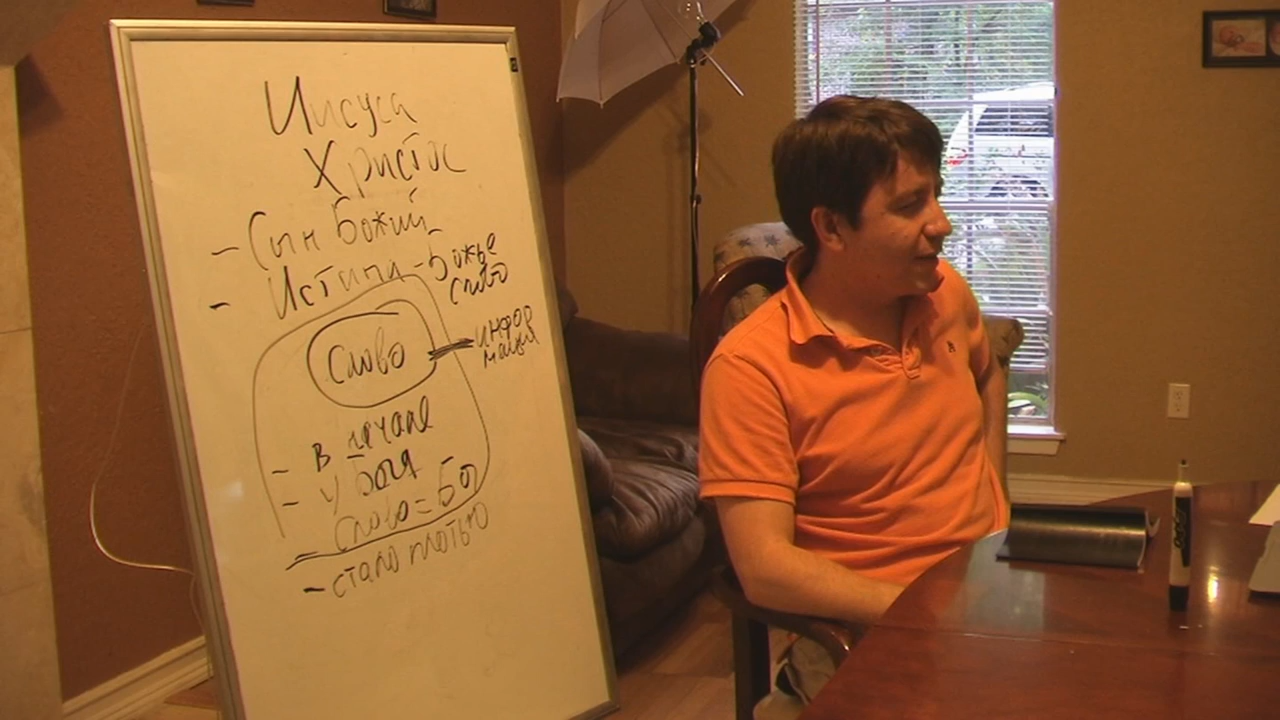 Иисуса
Христос
- Сын Божий
- Истина - Божье
слово
Слово
инфор
мация
- в начале
- у Бога
- слово = Бог
- стало плотью